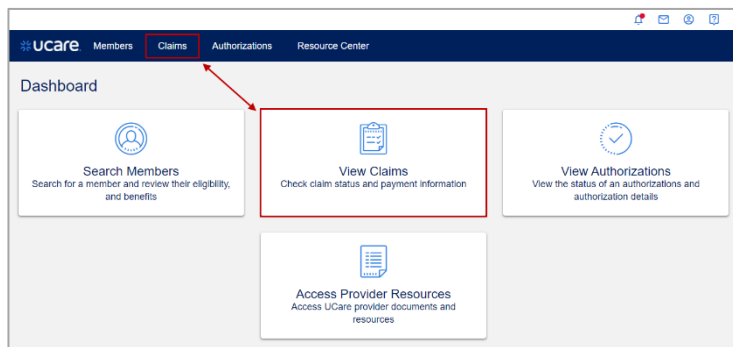 ucare Members Claims Authorizations Resource Center
Dashboard
Search Members
Search for a member and review their eligibility,
and benefits
View Claims
Check claim status and payment information
View Authorizations
View the status of an authorizations and
authorization details
Access Provider Resources
Access UCare provider documents and
resources